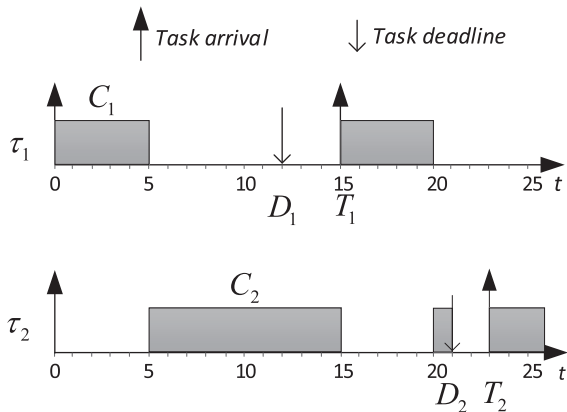 Task arrival Task deadline
C₁
τ₁
0 5 10 15 20 25 t
D₁ T₁
C₂
τ₂
0 5 10 15 20 25 t
D₂ T₂